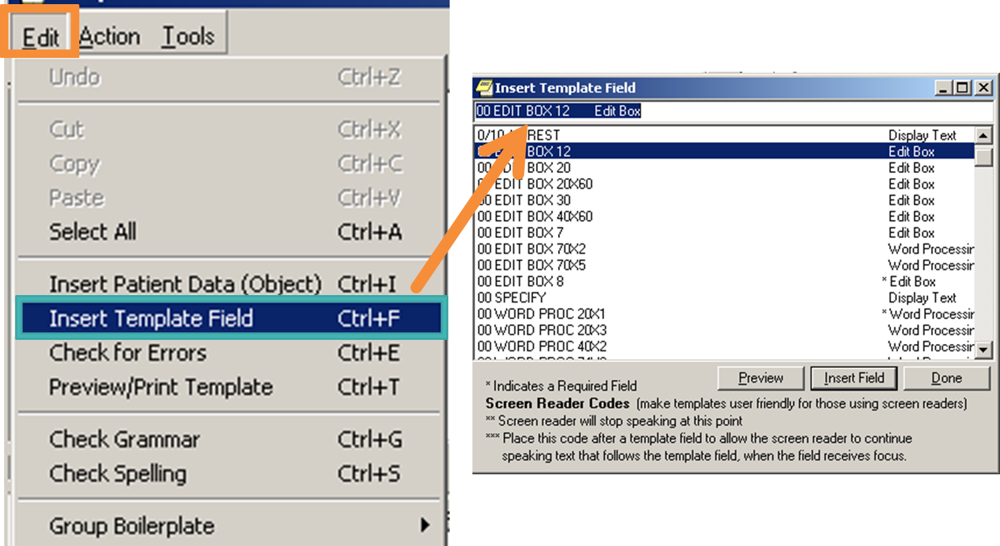 Edit Action Tools
Undo Ctrl+Z
Cut Ctrl+X
Copy Ctrl+C
Paste Ctrl+V
Select All Ctrl+A
Insert Patient Data (Object) Ctrl+I
Insert Template Field Ctrl+F
Check for Errors Ctrl+E
Preview/Print Template Ctrl+T
Check Grammar Ctrl+G
Check Spelling Ctrl+S
Group Boilerplate
Insert Template Field
00 EDIT BOX 12 Edit Box
0/10 REST Display Text
BOX 12 Edit Box
00 EDIT BOX 20 Edit Box
00 EDIT BOX 20X60 Edit Box
00 EDIT BOX 30 Edit Box
00 EDIT BOX 40X60 Edit Box
00 EDIT BOX 7 Edit Box
00 EDIT BOX 70X2 Word Processin
00 EDIT BOX 70X5 Word Processin
00 EDIT BOX 8 * Edit Box
00 SPECIFY Display Text
00 WORD PROC 20X1 * Word Processin
00 WORD PROC 20X3 Word Processin
00 WORD PROC 40X2 Word Processin
Preview Insert Field Done
* Indicates a Required Field
Screen Reader Codes (make templates user friendly for those using screen readers)
** Screen reader will stop speaking at this point
*** Place this code after a template field to allow the screen reader to continue
speaking text that follows the template field, when the field receives focus.